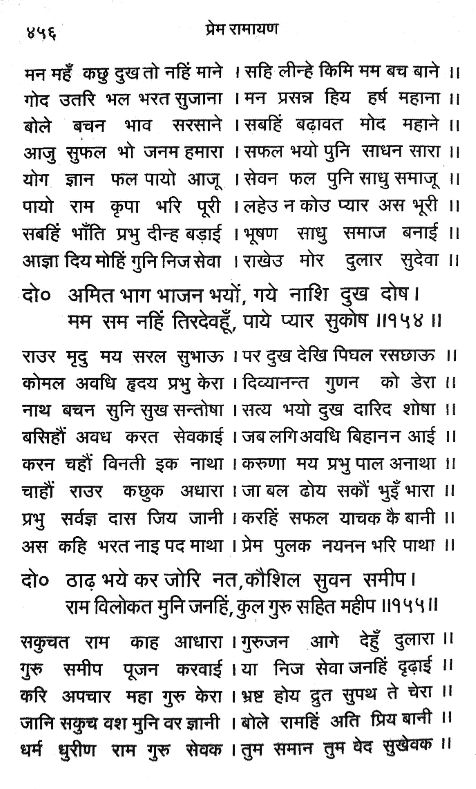 ४५६ प्रेम रामायण
मन महँ कछु दुख तो नहिं माने । सहि लीन्हे किमि मम बच बाने ॥
गोद उतरि भल भरत सुजाना । मन प्रसन्न हिय हर्ष महाना ॥
बोले बचन भाव सरसाने । सबहिं बढ़ावत मोद महाने ॥
आजु सुफल भो जनम हमारा । सफल भयो पुनि साधन सारा ॥
योग ज्ञान फल पायो आजू । सेवन फल पुनि साधु समाजू ॥
पायो राम कृपा भरि पूरी । लहेउ न कोउ प्यार अस भूरी ॥
सबहिं भाँति प्रभु दीन्ह बड़ाई । भूषण साधु समाज बनाई ॥
आज्ञा दिय मोहिं गुनि निज सेवा । राखेउ मोर दुलार सुदेवा ॥
दो० अमित भाग भाजन भयों, गये नाशि दुख दोष ।
मम सम नहिं तिरदेवहूँ, पाये प्यार सुकोष ॥१५४॥
राउर मृदु मय सरल सुभाऊ । पर दुख देखि पिघल रसछाऊ ॥
कोमल अवधि हृदय प्रभु केरा । दिव्यानन्त गुणन को डेरा ॥
नाथ बचन सुनि सुख सन्तोषा । सत्य भयो दुख दारिद शोषा ॥
बसिहौं अवध करत सेवकाई । जब लगि अवधि बिहानन आई ॥
करन चहौं विनती इक नाथा । करुणा मय प्रभु पाल अनाथा ॥
चाहौं राउर कछुक अधारा । जा बल ढोय सकौं भुइँ भारा ॥
प्रभु सर्वज्ञ दास जिय जानी । करहिं सफल याचक कै बानी ॥
अस कहि भरत नाइ पद माथा । प्रेम पुलक नयनन भरि पाथा ॥
दो० ठाढ़ भये कर जोरि नत, कौशिल सुवन समीप ।
राम विलोकत मुनि जनहिं, कुल गुरु सहित महीप ॥१५५॥
सकुचत राम काह आधारा । गुरुजन आगे देहुँ दुलारा ॥
गुरु समीप पूजन करवाई । या निज सेवा जनहिं दृढ़ाई ॥
करि अपचार महा गुरु केरा । भ्रष्ट होय द्रुत सुपथ ते चेरा ॥
जानि सकुच वश मुनि वर ज्ञानी । बोले रामहिं अति प्रिय बानी ॥
धर्म धुरीण राम गुरु सेवक । तुम समान तुम वेद सुखेवक ॥